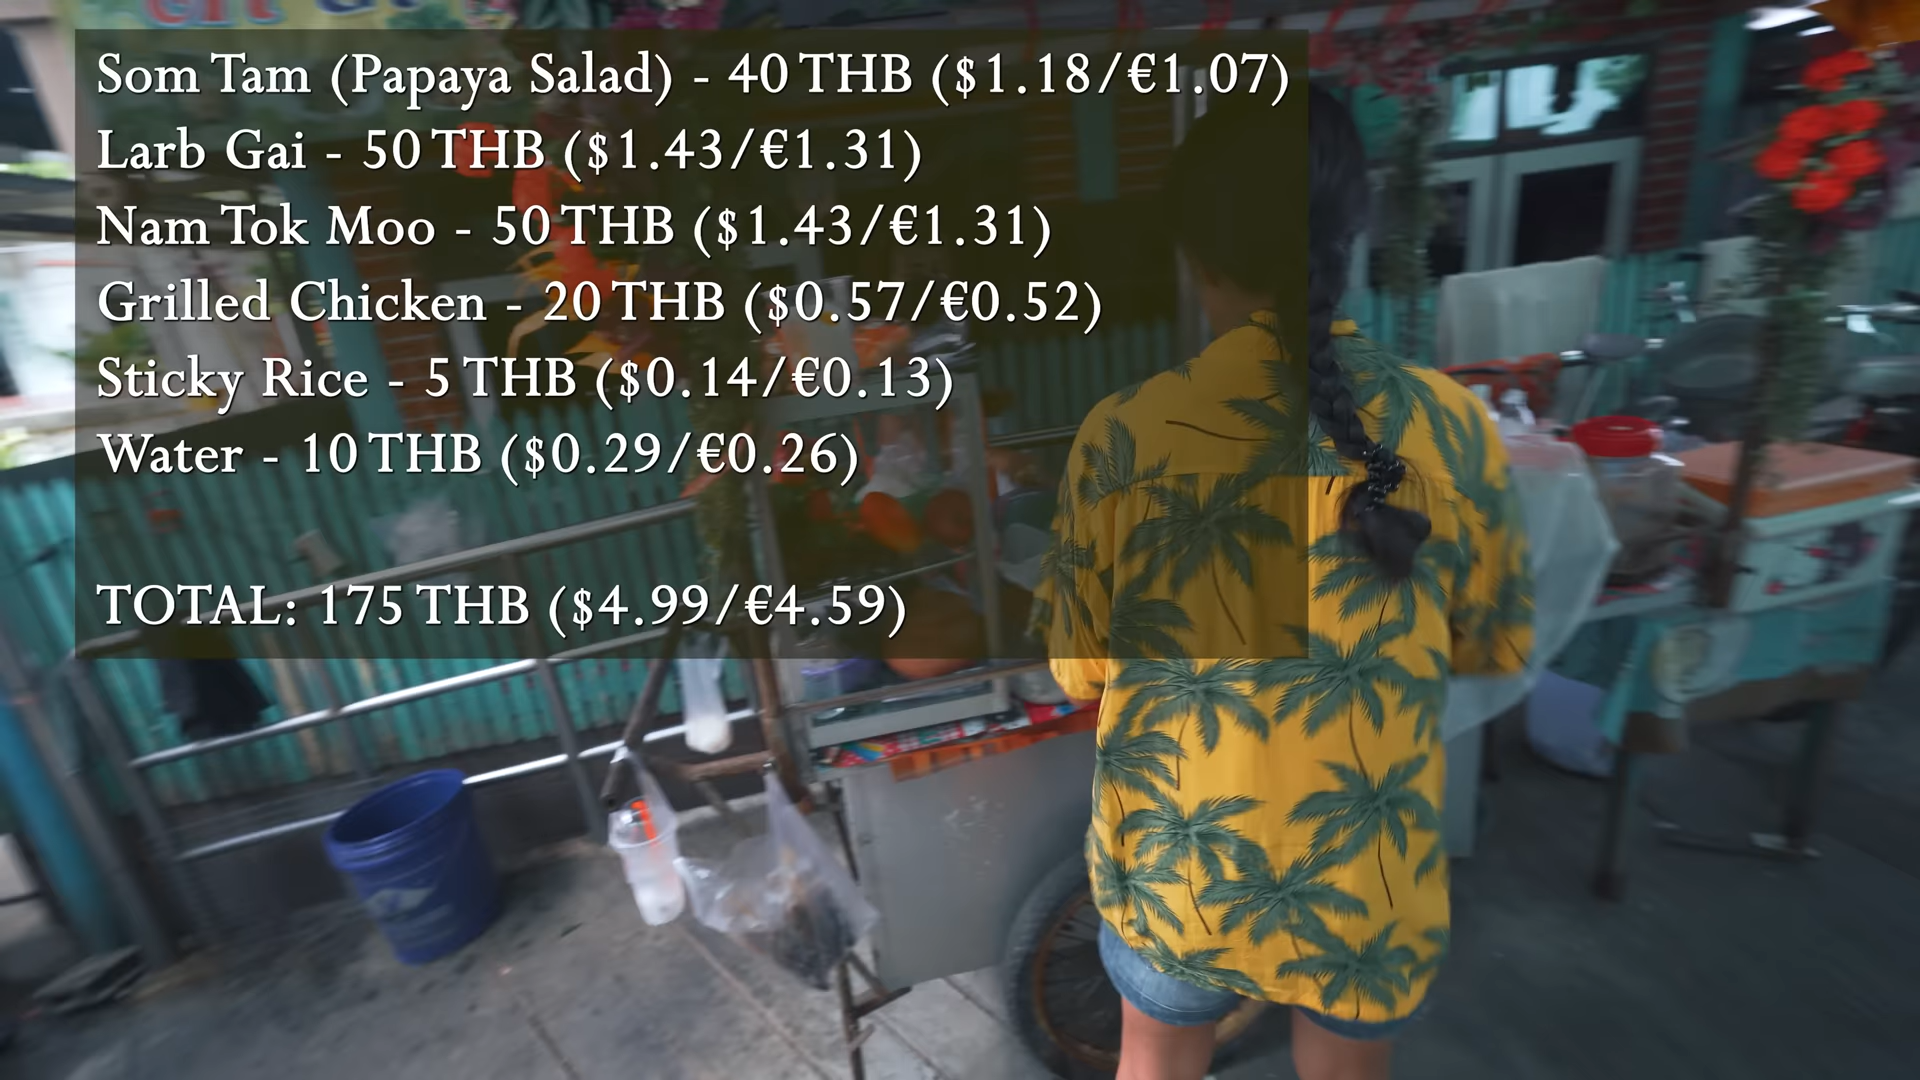 Som Tam (Papaya Salad) - 40 THB ($1.18/€1.07)
Larb Gai - 50 THB ($1.43/€1.31)
Nam Tok Moo - 50 THB ($1.43/€1.31)
Grilled Chicken - 20 THB ($0.57/€0.52)
Sticky Rice - 5 THB ($0.14/€0.13)
Water - 10 THB ($0.29/€0.26)
TOTAL: 175 THB ($4.99/€4.59)